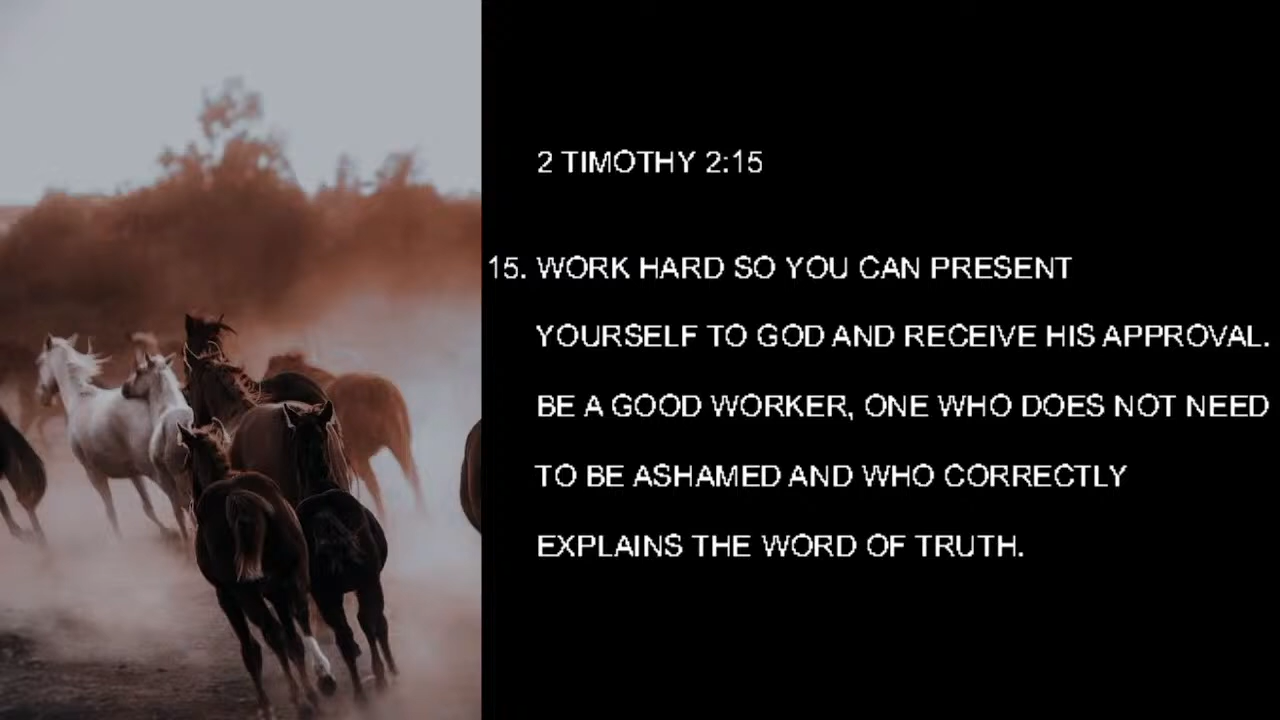 2 TIMOTHY 2:15
15. WORK HARD SO YOU CAN PRESENT
YOURSELF TO GOD AND RECEIVE HIS APPROVAL.
BE A GOOD WORKER, ONE WHO DOES NOT NEED
TO BE ASHAMED AND WHO CORRECTLY
EXPLAINS THE WORD OF TRUTH.